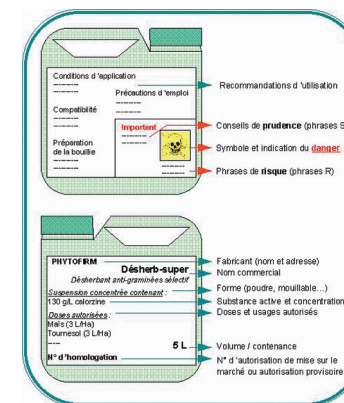 Conditions d'application
Précautions d'emploi
Compatibilité
Important
Préparation
de la bouillie
Recommandations d'utilisation
Conseils de prudence (phrases S
Symbole et indication du danger
Phrases de risque (phrases R)
PHYTOFIRM
Désherb-super
Désherbant anti-graminées sélectif
Suspension concentrée contenant :
130 g/L calorzine
Doses autorisées :
Maïs (3 L/Ha)
Tournesol (3 L/Ha)
5 L
N° d'homologation
Fabricant (nom et adresse)
Nom commercial
Forme (poudre, mouillable...)
Substance active et concentration
Doses et usages autorisés
Volume / contenance
N° d'autorisation de mise sur le
marché ou autorisation provisoire